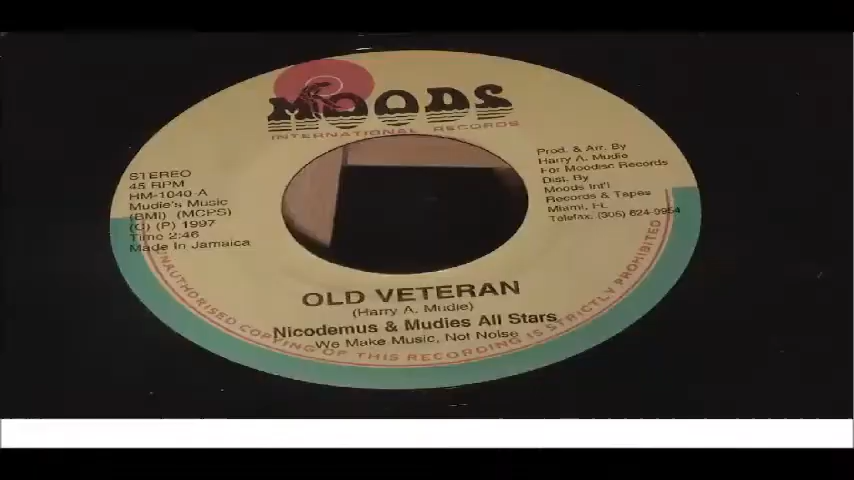 MOODS
INTERNATIONAL RECORDS
STEREO
45 RPM
HM-1040-A
Mudie's Music
(BMI) (MCPS)
(C) (P) 1997
Time 2:46
Made In Jamaica
Prod. & Arr. By
Harry A. Mudie
For Moodisc Records
Dist. By
Moods Int'l
Records & Tapes
Miami, FL
Telefax. (305) 624-0954
OLD VETERAN
(Harry A. Mudie)
Nicodemus & Mudies All Stars
We Make Music, Not Noise
UNAUTHORISED COPYING OF THIS RECORDING IS STRICTLY PROHIBITED